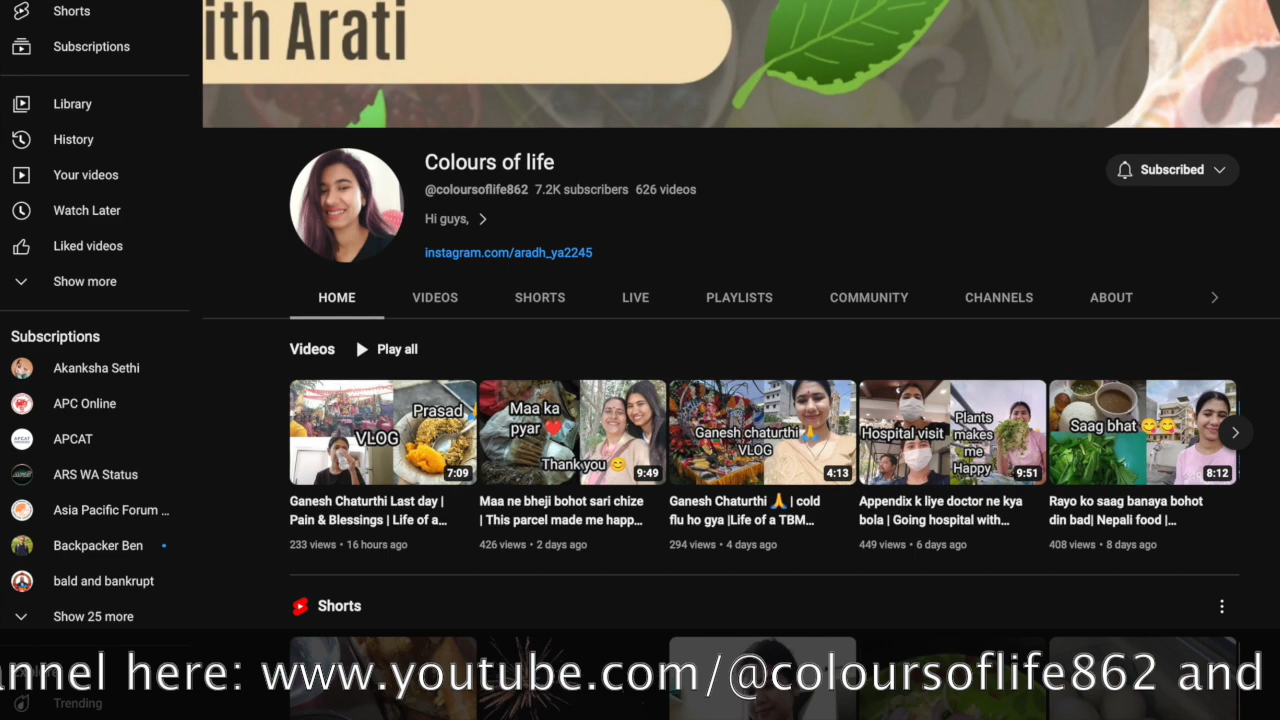 Shorts
Subscriptions
Library
History
Your videos
Watch Later
Liked videos
Show more
Subscriptions
Akanksha Sethi
APC Online
APCAT
ARS WA Status
Asia Pacific Forum ...
Backpacker Ben
bald and bankrupt
Show 25 more
Trending
ith Arati
Colours of life
@coloursoflife862 7.2K subscribers 626 videos
Hi guys,
instagram.com/aradh_ya2245
Subscribed
HOME VIDEOS SHORTS LIVE PLAYLISTS COMMUNITY CHANNELS ABOUT
Videos Play all
Prasad
VLOG
7:09
Ganesh Chaturthi Last day |
Pain & Blessings | Life of a...
233 views • 16 hours ago
Maa ka
pyar ❤️
Thank you 😊
9:49
Maa ne bheji bohot sari chize
| This parcel made me happ...
426 views • 2 days ago
Ganesh chaturthi 🙏
VLOG
4:13
Ganesh Chaturthi 🙏 | cold
flu ho gya |Life of a TBM...
294 views • 4 days ago
Hospital visit
Plants
makes
me
Happy
9:51
Appendix k liye doctor ne kya
bola | Going hospital with...
449 views • 6 days ago
Saag bhat 😋😋
8:12
Rayo ko saag banaya bohot
din bad| Nepali food |...
408 views • 8 days ago
Shorts
nnel here: www.youtube.com/@coloursoflife862 and